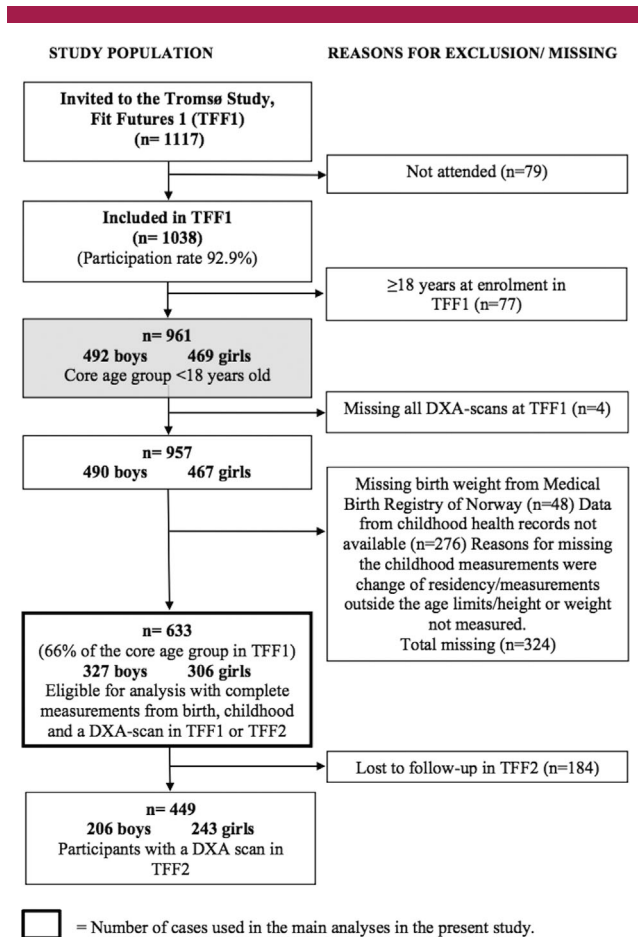 STUDY POPULATION
REASONS FOR EXCLUSION/ MISSING
Invited to the Tromsø Study,
Fit Futures 1 (TFF1)
(n= 1117)
Not attended (n=79)
Included in TFF1
(n= 1038)
(Participation rate 92.9%)
≥18 years at enrolment in
TFF1 (n=77)
n= 961
492 boys 469 girls
Core age group <18 years old
Missing all DXA-scans at TFF1 (n=4)
n= 957
490 boys 467 girls
Missing birth weight from Medical
Birth Registry of Norway (n=48) Data
from childhood health records not
available (n=276) Reasons for missing
the childhood measurements were
change of residency/measurements
outside the age limits/height or weight
not measured.
Total missing (n=324)
n= 633
(66% of the core age group in TFF1)
327 boys 306 girls
Eligible for analysis with complete
measurements from birth, childhood
and a DXA-scan in TFF1 or TFF2
Lost to follow-up in TFF2 (n=184)
n= 449
206 boys 243 girls
Participants with a DXA scan in
TFF2
= Number of cases used in the main analyses in the present study.